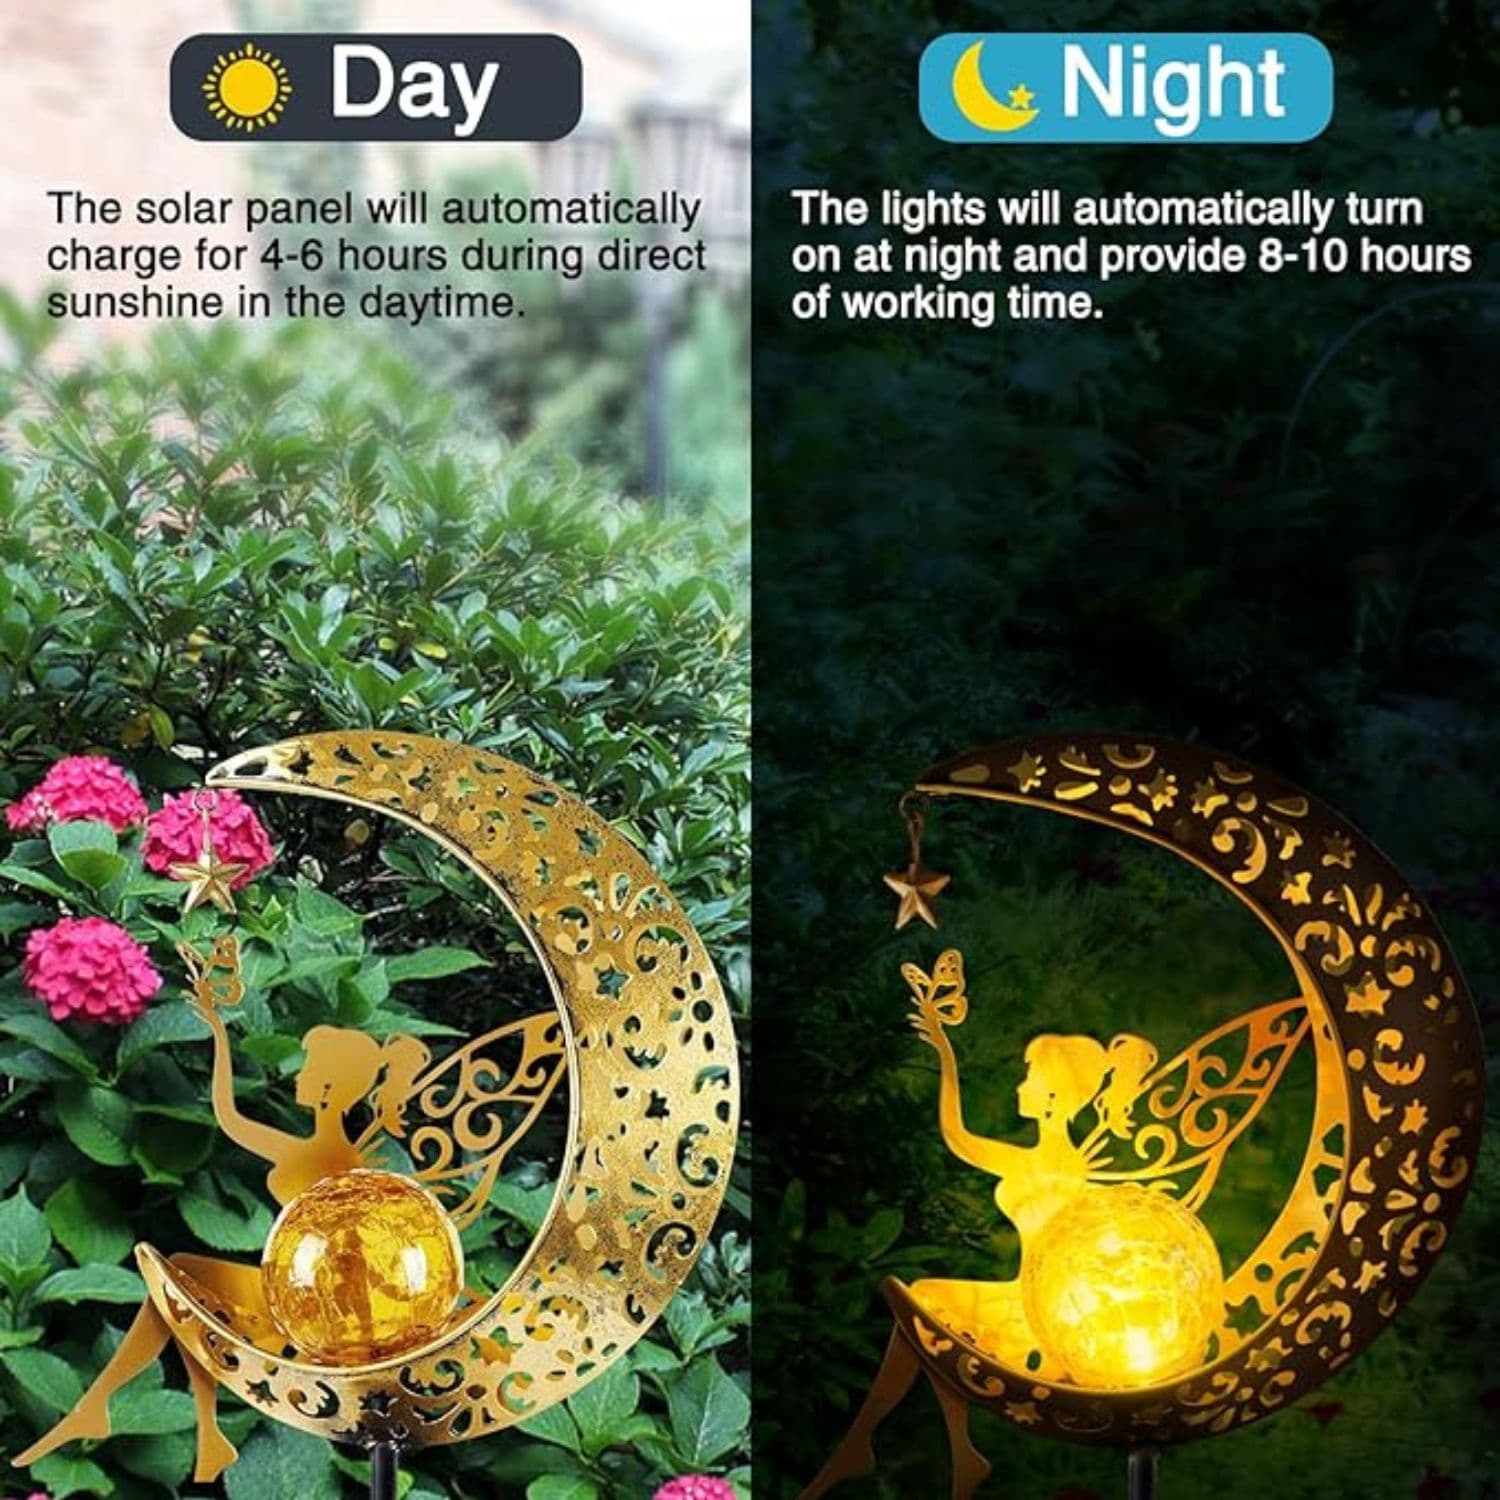 Day
The solar panel will automatically
charge for 4-6 hours during direct
sunshine in the daytime.
Night
The lights will automatically turn
on at night and provide 8-10 hours
of working time.